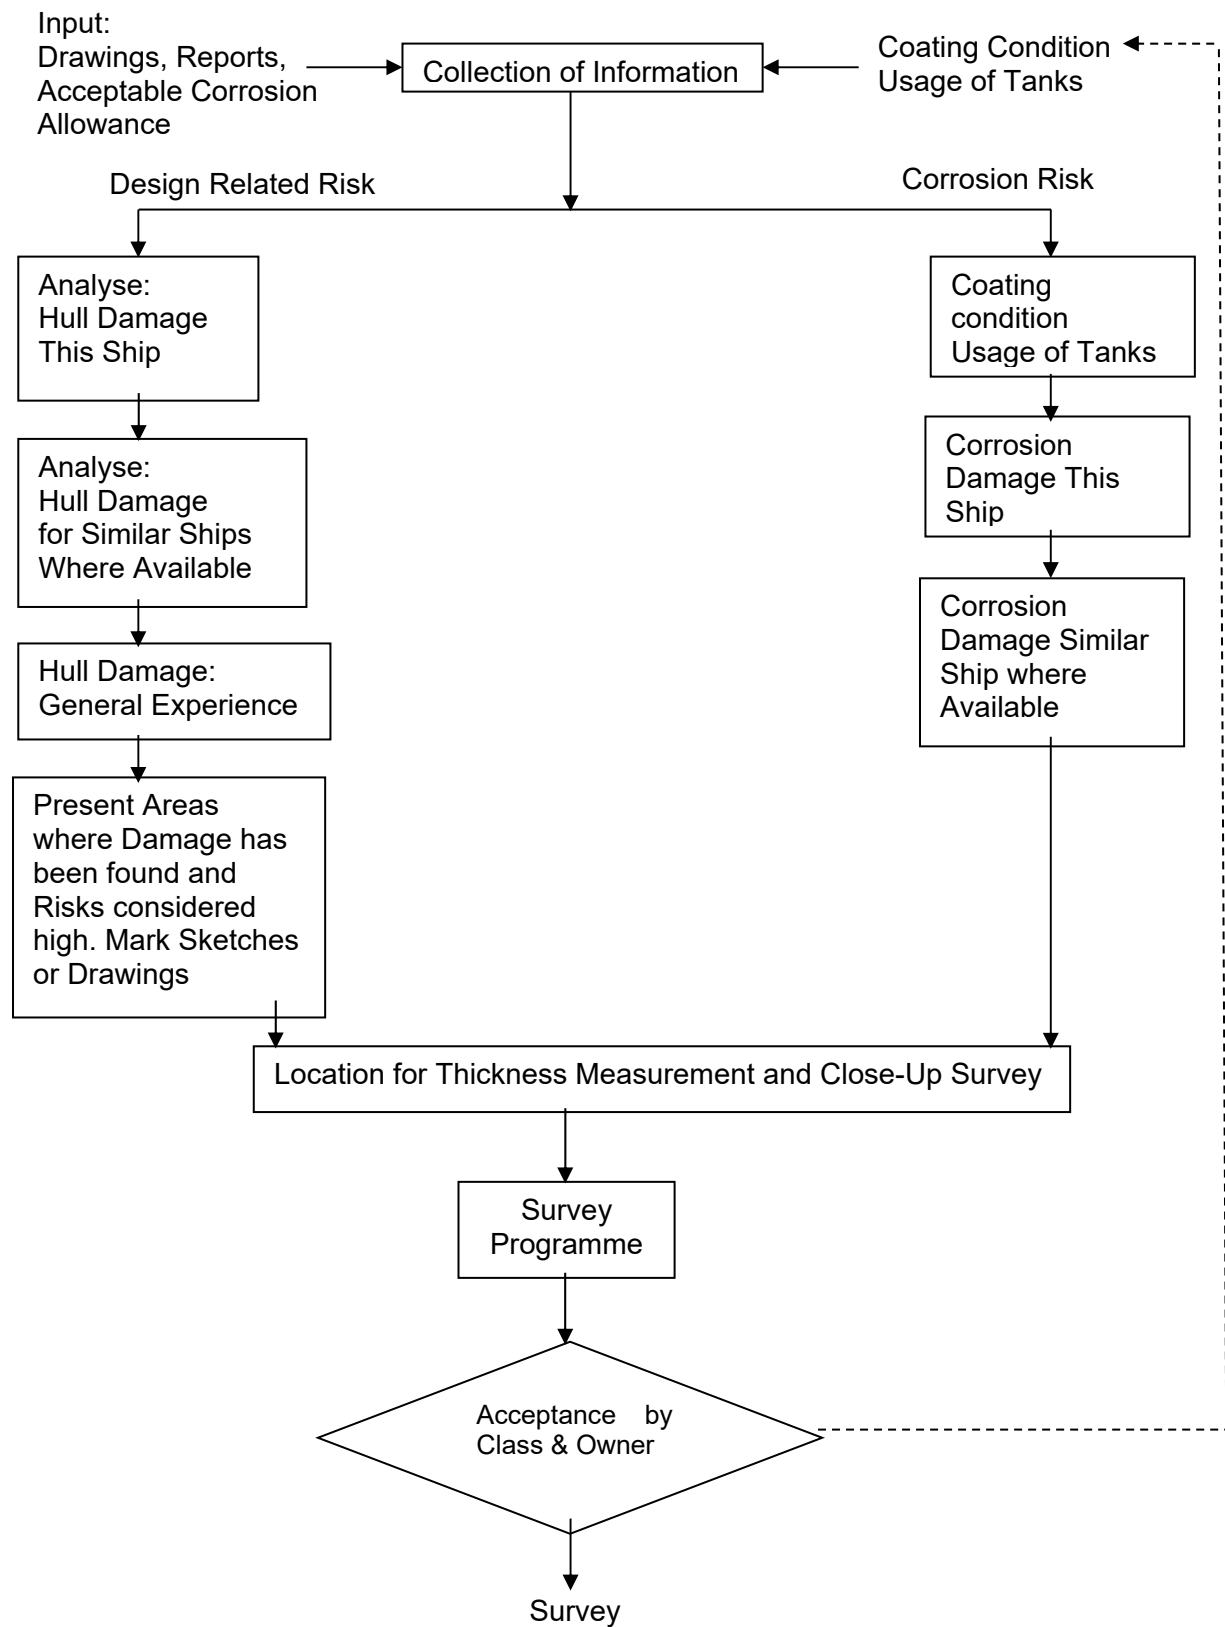 Input:
Drawings, Reports,
Acceptable Corrosion
Allowance
Collection of Information
Coating Condition
Usage of Tanks
Design Related Risk
Corrosion Risk
Analyse:
Hull Damage
This Ship
Analyse:
Hull Damage
for Similar Ships
Where Available
Hull Damage:
General Experience
Present Areas
where Damage has
been found and
Risks considered
high. Mark Sketches
or Drawings
Coating
condition
Usage of Tanks
Corrosion
Damage This
Ship
Corrosion
Damage Similar
Ship where
Available
Location for Thickness Measurement and Close-Up Survey
Survey
Programme
Acceptance by
Class & Owner
Survey